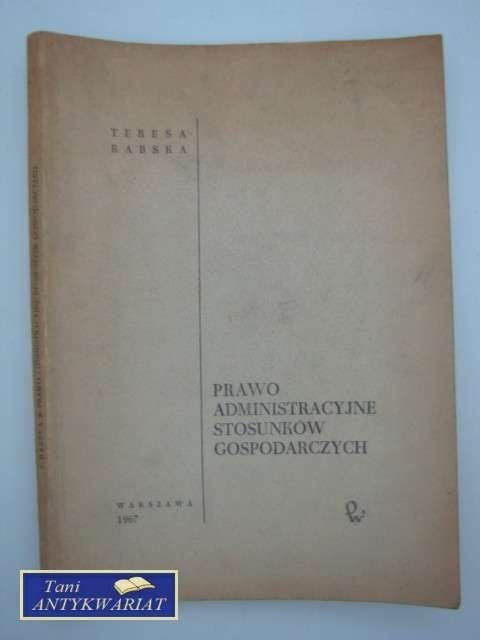 TERESA
RABSKA
PRAWO
ADMINISTRACYJNE
STOSUNKÓW
GOSPODARCZYCH
WARSZAWA
1967
Tani
ANTYKWARIAT